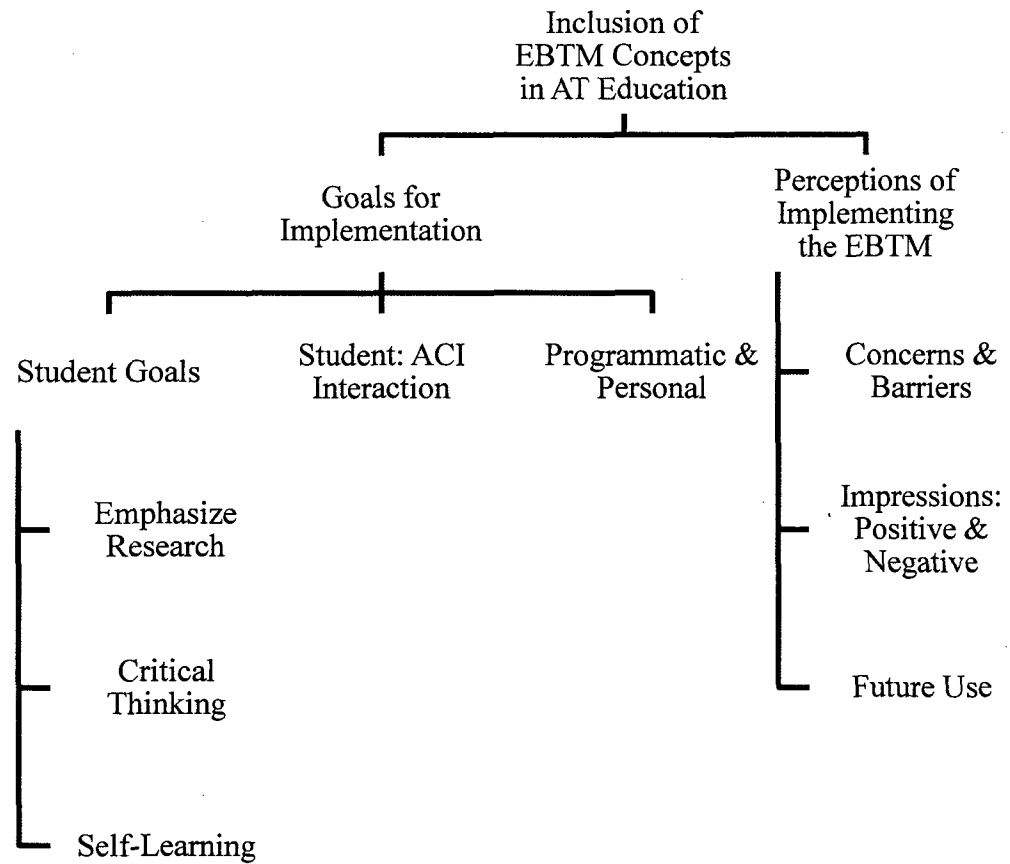 Inclusion of
EBTM Concepts
in AT Education
Goals for
Implementation
Perceptions of
Implementing
the EBTM
Student Goals
Student: ACI
Interaction
Programmatic &
Personal
Concerns &
Barriers
Emphasize
Research
Impressions:
Positive &
Negative
Critical
Thinking
Future Use
Self-Learning